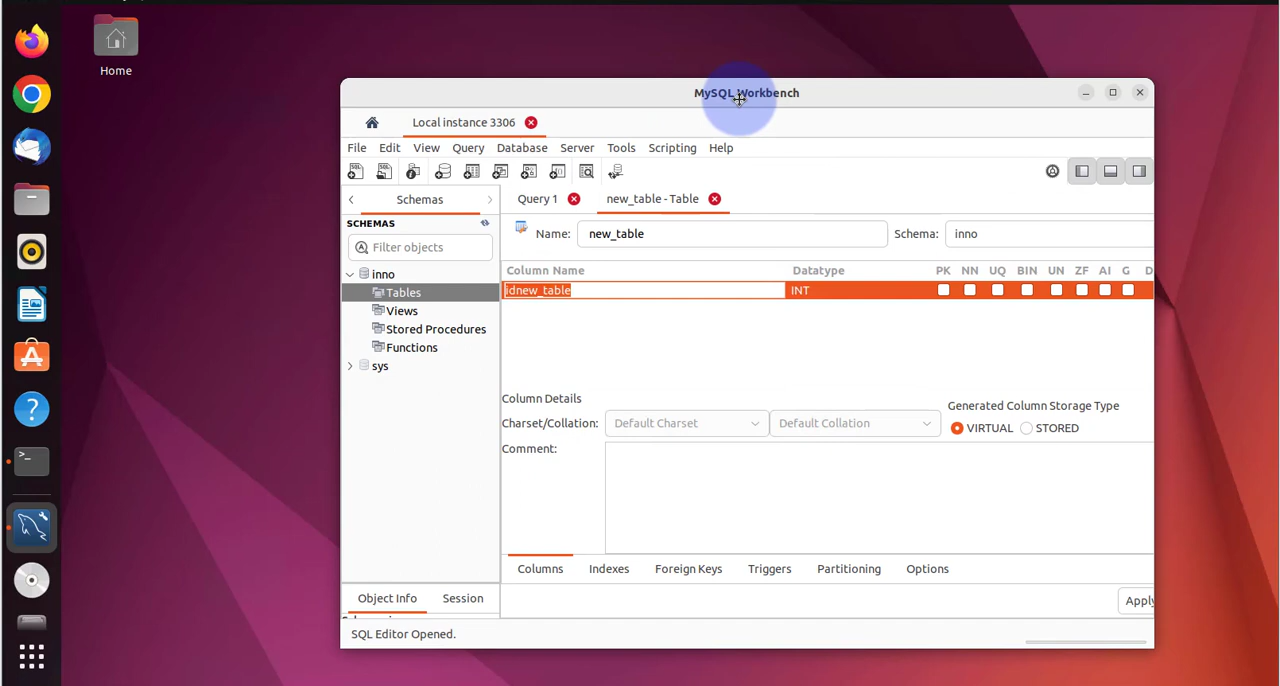 Home
MySQL Workbench
Local instance 3306
File Edit View Query Database Server Tools Scripting Help
Schemas
Query 1
new_table - Table
SCHEMAS
Filter objects
inno
Tables
Views
Stored Procedures
Functions
sys
Name: new_table Schema: inno
Column Name Datatype PK NN UQ BIN UN ZF AI G D
idnew_table INT
Column Details
Charset/Collation: Default Charset Default Collation
Generated Column Storage Type
VIRTUAL STORED
Comment:
Columns Indexes Foreign Keys Triggers Partitioning Options
Object Info Session
Apply
SQL Editor Opened.